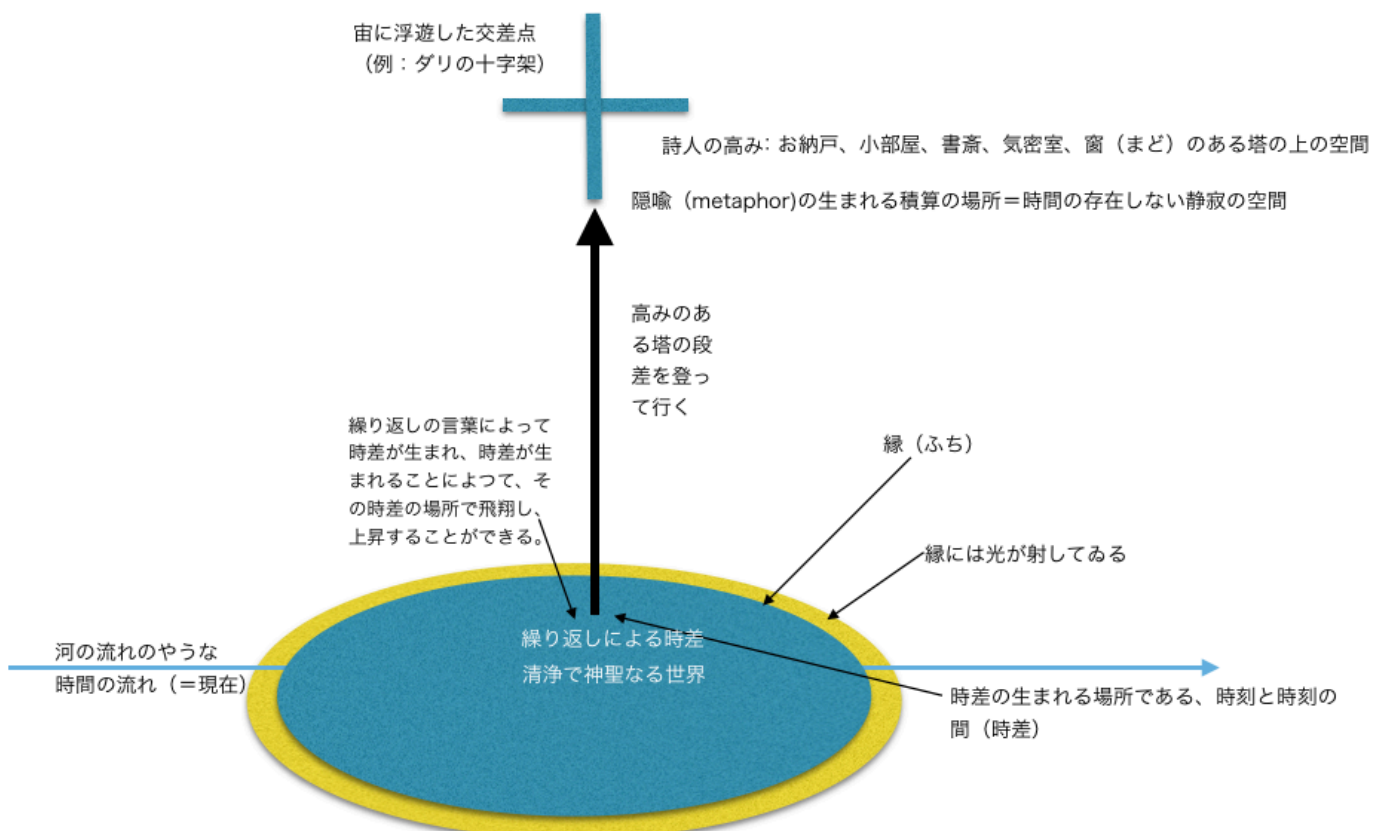 宙に浮遊した交差点
（例：ダリの十字架）
詩人の高み：お納戸、小部屋、書斎、気密室、窗（まど）のある塔の上の空間
隠喩（metaphor)の生まれる積算の場所＝時間の存在しない静寂の空間
高みのあ
る塔の段
差を登っ
て行く
繰り返しの言葉によって
時差が生まれ、時差が生
まれることによつて、そ
の時差の場所で飛翔し、
上昇することができる。
縁（ふち）
縁には光が射してゐる
繰り返しによる時差
清浄で神聖なる世界
河の流れのやうな
時間の流れ（＝現在）
時差の生まれる場所である、時刻と時刻の
間（時差）